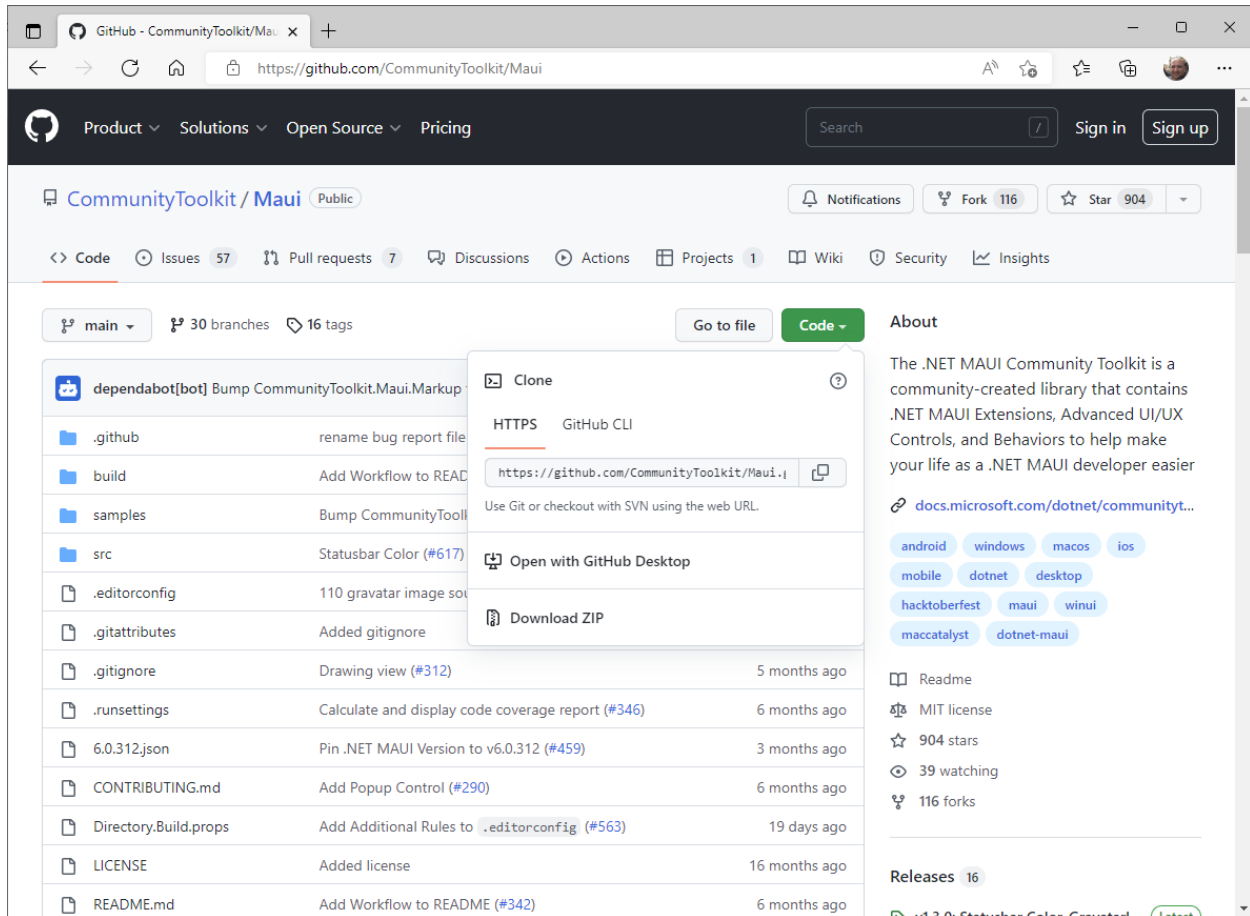 GitHub - CommunityToolkit/Mau
https://github.com/CommunityToolkit/Maui
Product Solutions Open Source Pricing Search / Sign in Sign up
CommunityToolkit / Maui Public Notifications Fork 116 Star 904
Code Issues 57 Pull requests 7 Discussions Actions Projects 1 Wiki Security Insights
main 30 branches 16 tags Go to file Code
Clone
HTTPS GitHub CLI
https://github.com/CommunityToolkit/Maui.
Use Git or checkout with SVN using the web URL.
Open with GitHub Desktop
Download ZIP
dependabot[bot] Bump CommunityToolkit.Maui.Markup
.github rename bug report file
build Add Workflow to READ
samples Bump CommunityTool
src Statusbar Color (#617)
.editorconfig 110 gravatar image sou
.gitattributes Added gitignore
.gitignore Drawing view (#312) 5 months ago
.runsettings Calculate and display code coverage report (#346) 6 months ago
6.0.312.json Pin .NET MAUI Version to v6.0.312 (#459) 3 months ago
CONTRIBUTING.md Add Popup Control (#290) 6 months ago
Directory.Build.props Add Additional Rules to .editorconfig (#563) 19 days ago
LICENSE Added license 16 months ago
README.md Add Workflow to README (#342) 6 months ago
About
The .NET MAUI Community Toolkit is a
community-created library that contains
.NET MAUI Extensions, Advanced UI/UX
Controls, and Behaviors to help make
your life as a .NET MAUI developer easier
docs.microsoft.com/dotnet/communityt...
android windows macos ios
mobile dotnet desktop
hacktoberfest maui winui
maccatalyst dotnet-maui
Readme
MIT license
904 stars
39 watching
116 forks
Releases 16
v1.3.0: Statusbar Color, Gravatar Latest